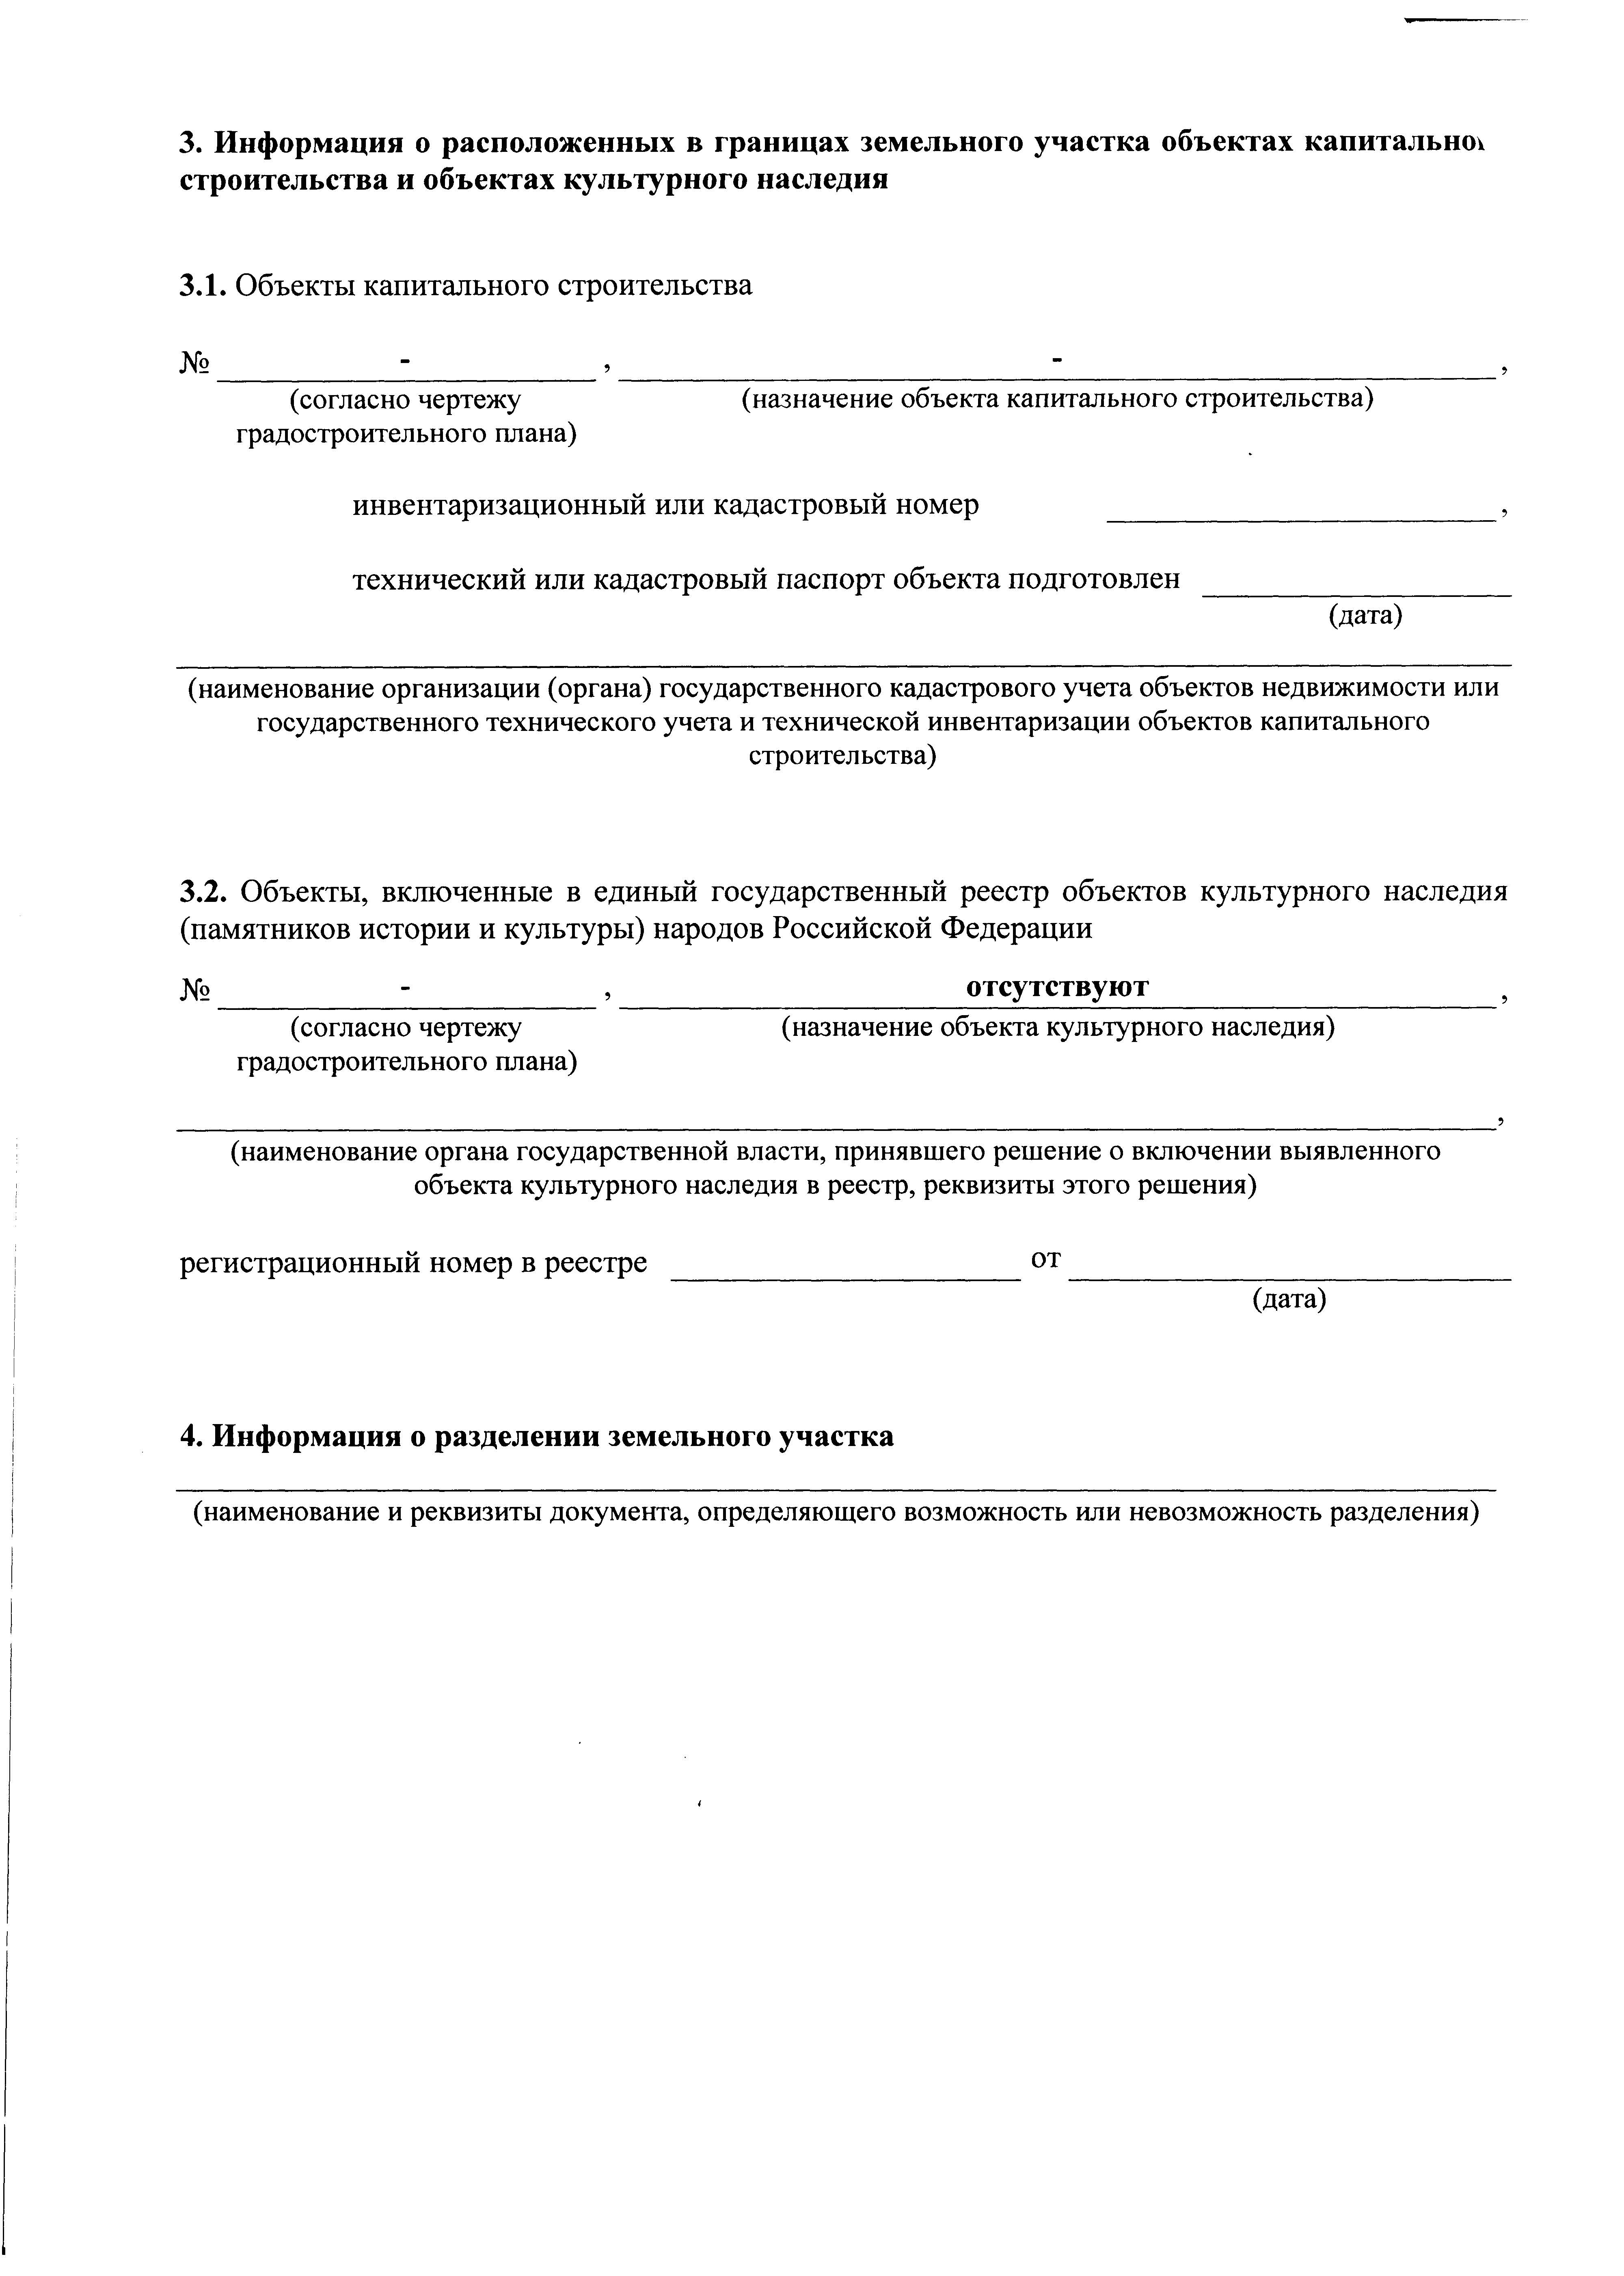 3. Информация о расположенных в границах земельного участка объектах
строительства и объектах культурного наследия
3.1. Объекты капитального строительства
№ - , - ,
(согласно чертежу (назначение объекта капитального строительства)
градостроительного плана)
инвентаризационный или кадастровый номер ,
технический или кадастровый паспорт объекта подготовлен
(дата)
(наименование организации (органа) государственного кадастрового учета объектов недвижимости или
государственного технического учета и технической инвентаризации объектов капитального
строительства)
3.2. Объекты, включенные в единый государственный реестр объектов культурного наследия
(памятников истории и культуры) народов Российской Федерации
№ - , отсутствуют ,
(согласно чертежу (назначение объекта культурного наследия)
градостроительного плана)
,
(наименование органа государственной власти, принявшего решение о включении выявленного
объекта культурного наследия в реестр, реквизиты этого решения)
регистрационный номер в реестре от
(дата)
4. Информация о разделении земельного участка
(наименование и реквизиты документа, определяющего возможность или невозможность разделения)